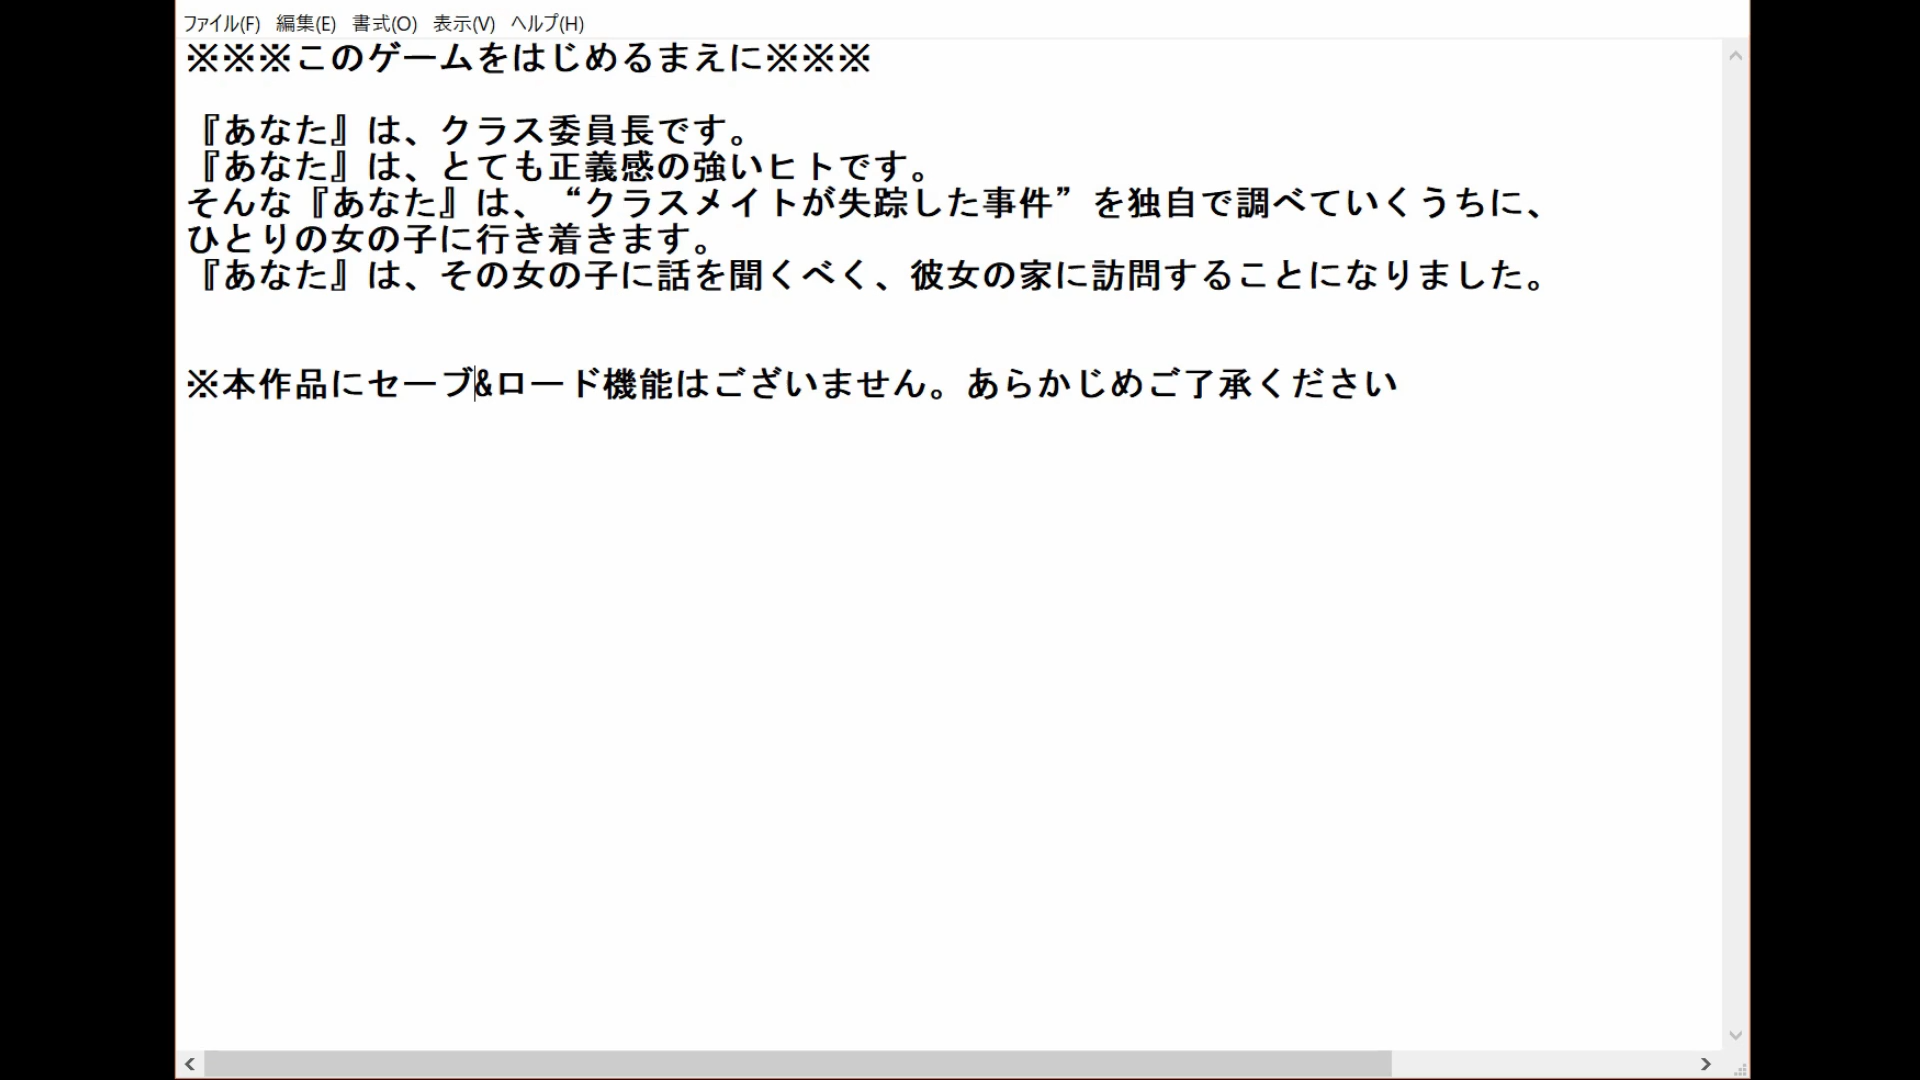 ファイル(F) 編集(E) 書式(O) 表示(V) ヘルプ(H)
※※※このゲームをはじめるまえに※※※
『あなた』は、クラス委員長です。
『あなた』は、とても正義感の強いヒトです。
そんな『あなた』は、“クラスメイトが失踪した事件”を独自で調べていくうちに、
ひとりの女の子に行き着きます。
『あなた』は、その女の子に話を聞くべく、彼女の家に訪問することになりました。
※本作品にセーブ&ロード機能はございません。あらかじめご了承ください